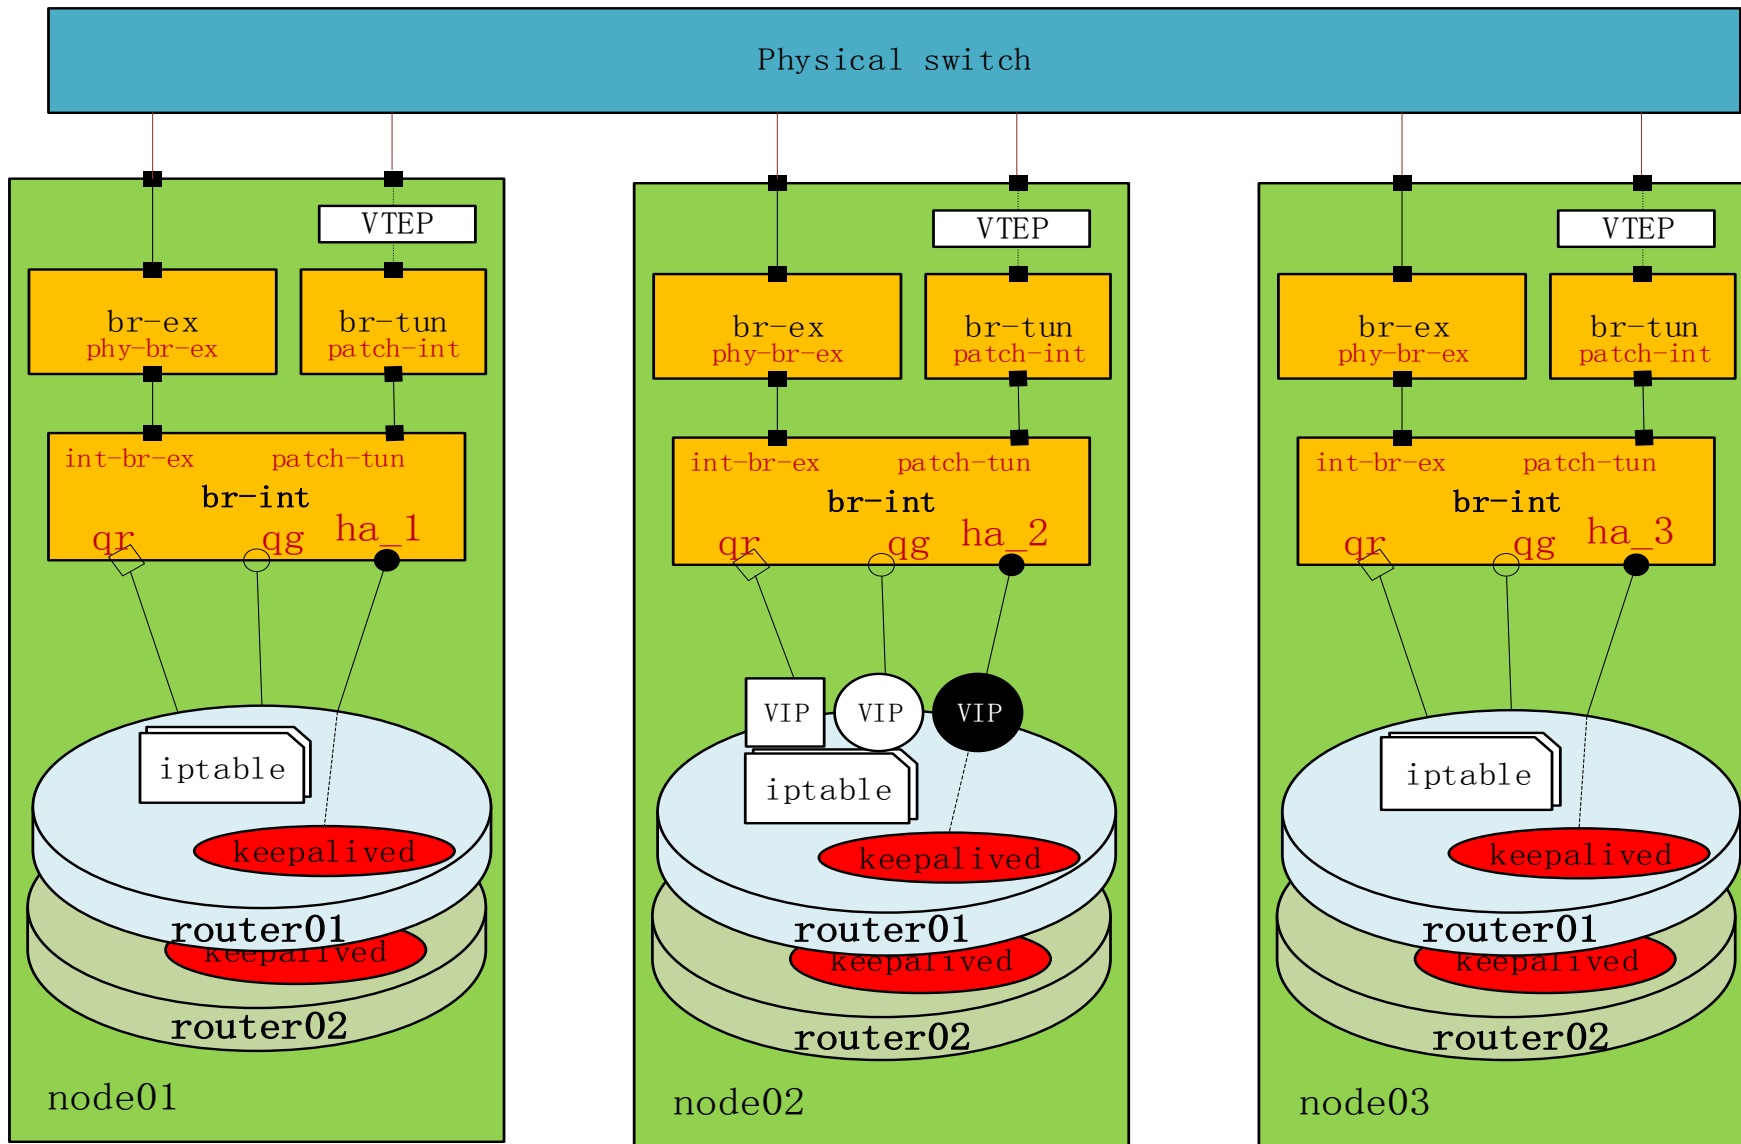 Physical switch
VTEP
br-ex
phy-br-ex
br-tun
patch-int
int-br-ex
patch-tun
br-int
qr
qg
ha_1
iptable
keepalived
router01
keepalived
router02
node01
VTEP
br-ex
phy-br-ex
br-tun
patch-int
int-br-ex
patch-tun
br-int
qr
qg
ha_2
VIP
VIP
VIP
iptable
keepalived
router01
keepalived
router02
node02
VTEP
br-ex
phy-br-ex
br-tun
patch-int
int-br-ex
patch-tun
br-int
qr
qg
ha_3
iptable
keepalived
router01
keepalived
router02
node03